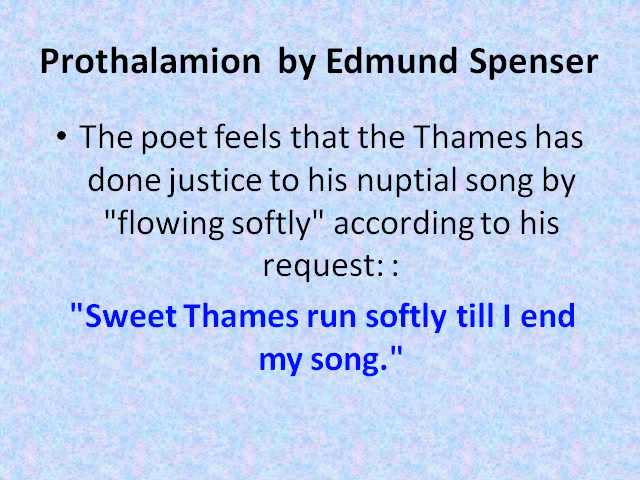 Prothalamion by Edmund Spenser
• The poet feels that the Thames has
done justice to his nuptial song by
"flowing softly" according to his
request: :
"Sweet Thames run softly till I end
my song."